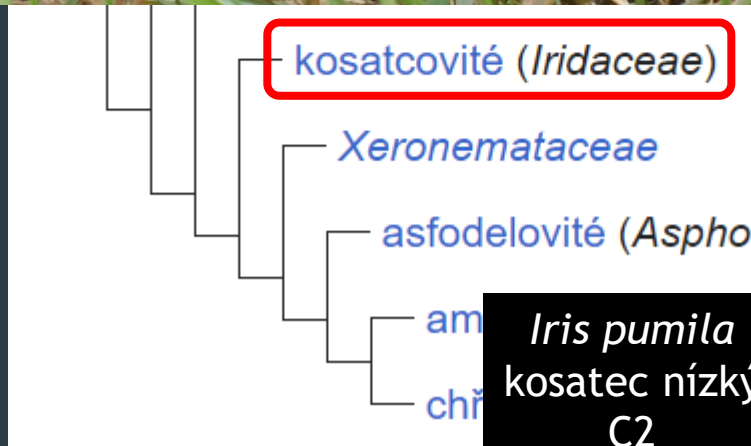 kosatcovité (Iridaceae)
Xeronemataceae
asfodelovité (Aspho
am
chř
Iris pumila
kosatec nízký
C2